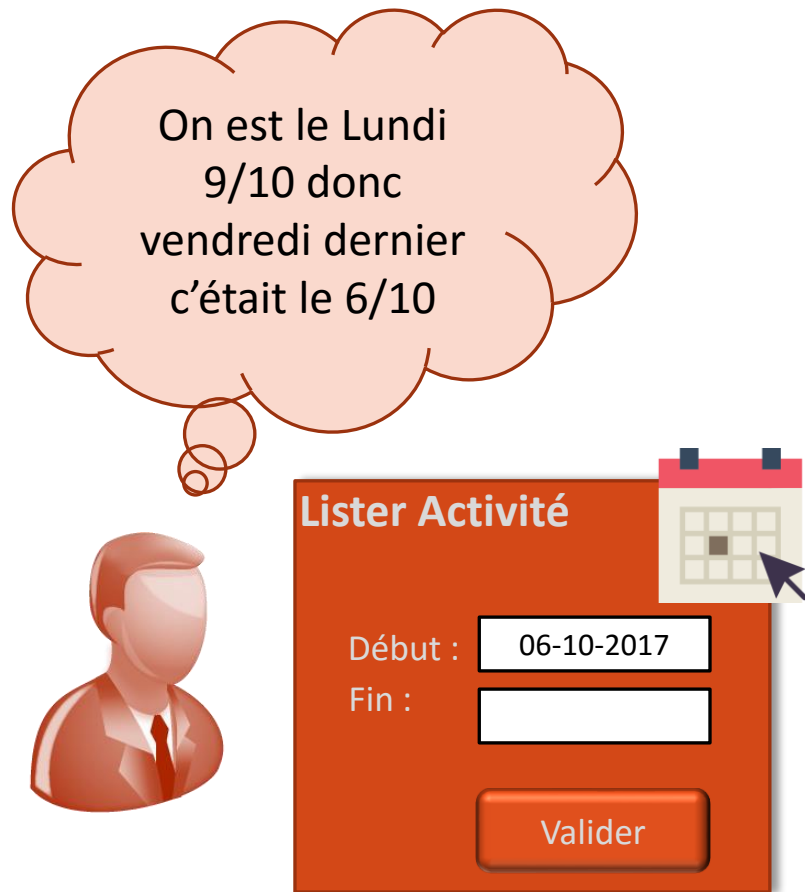 On est le Lundi
9/10 donc
vendredi dernier
c’était le 6/10
Lister Activité
Début :
06-10-2017
Fin :
Valider